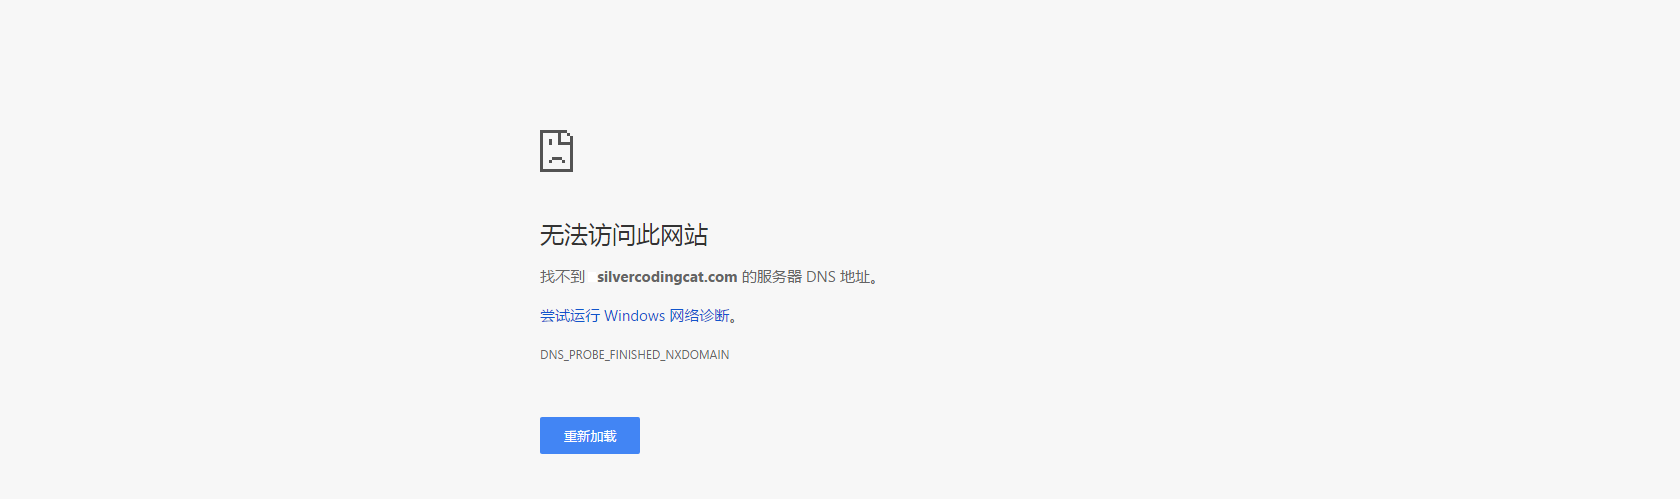 无法访问此网站
找不到 silvercodingcat.com 的服务器 DNS 地址。
尝试运行 Windows 网络诊断。
DNS_PROBE_FINISHED_NXDOMAIN
重新加载